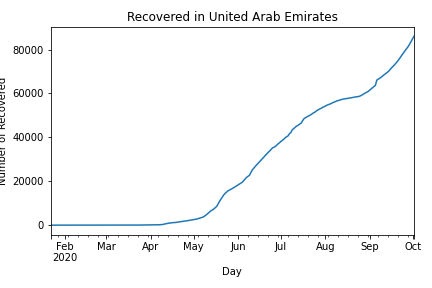 Recovered in United Arab Emirates
Number of Recovered
80000
60000
40000
20000
0
Feb Mar Apr May Jun Jul Aug Sep Oct
2020
Day